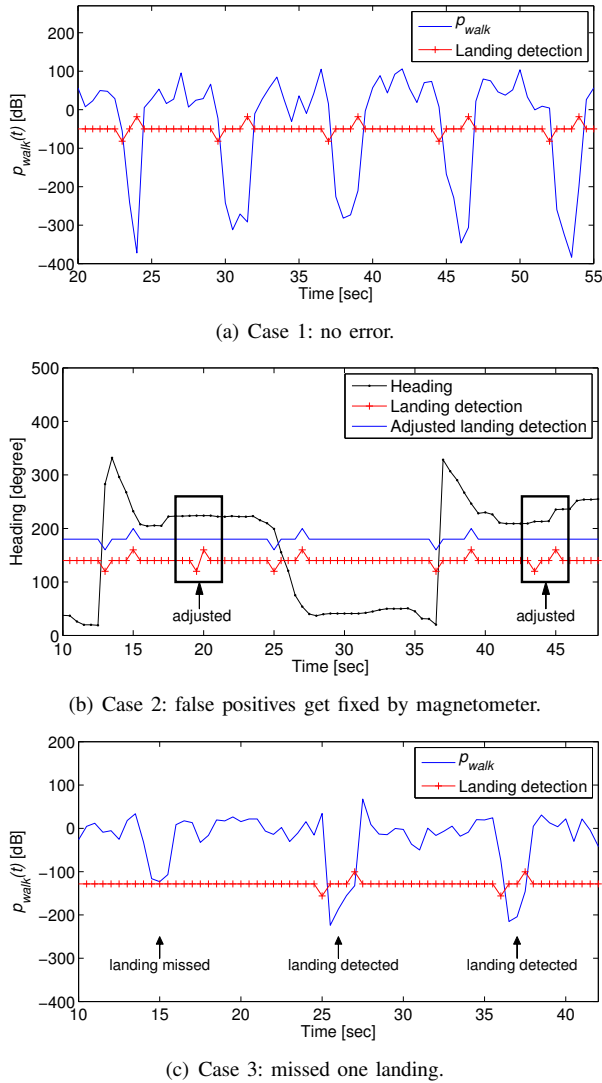 p_walk
Landing detection
100
0
−100
−200
−300
−400
p_walk(t) [dB]
20 25 30 35 40 45 50 55
Time [sec]
(a) Case 1: no error.
500
400
300
200
100
0
Heading [degree]
Heading
Landing detection
Adjusted landing detection
adjusted
adjusted
10 15 20 25 30 35 40 45
Time [sec]
(b) Case 2: false positives get fixed by magnetometer.
200
100
0
−100
−200
−300
−400
p_walk(t) [dB]
p_walk
Landing detection
landing missed
landing detected
landing detected
10 15 20 25 30 35 40
Time [sec]
(c) Case 3: missed one landing.